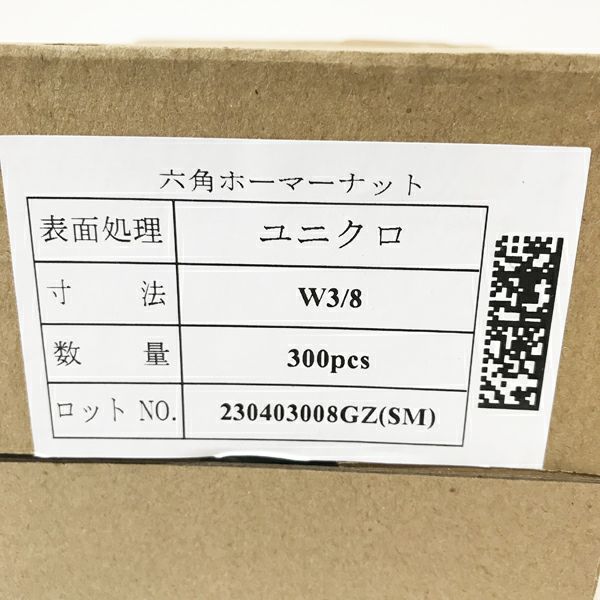 六角ホーマーナット
表面処理 ユニクロ
寸 法 W3/8
数 量 300pcs
ロット NO. 230403008GZ(SM)